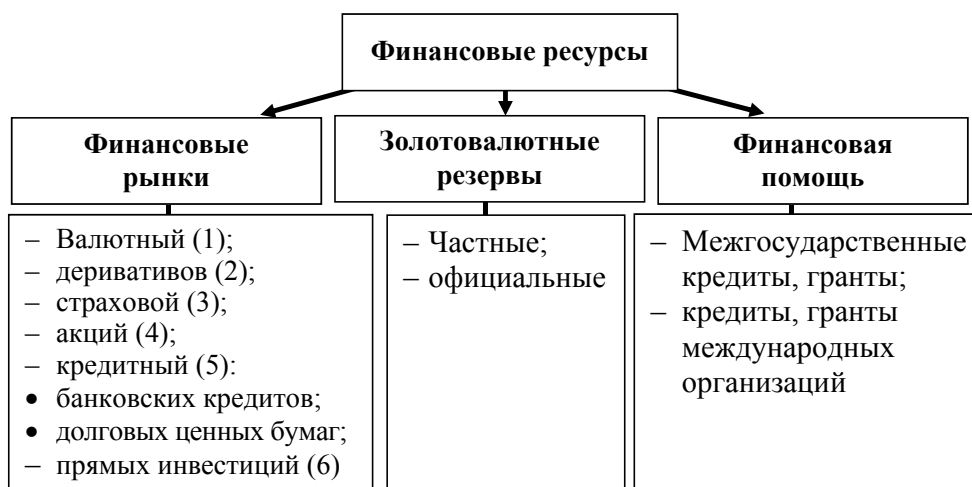 Финансовые ресурсы
Финансовые
рынки
Золотовалютные
резервы
Финансовая
помощь
– Валютный (1);
– деривативов (2);
– страховой (3);
– акций (4);
– кредитный (5):
• банковских кредитов;
• долговых ценных бумаг;
– прямых инвестиций (6)
– Частные;
– официальные
– Межгосударственные
кредиты, гранты;
– кредиты, гранты
международных
организаций